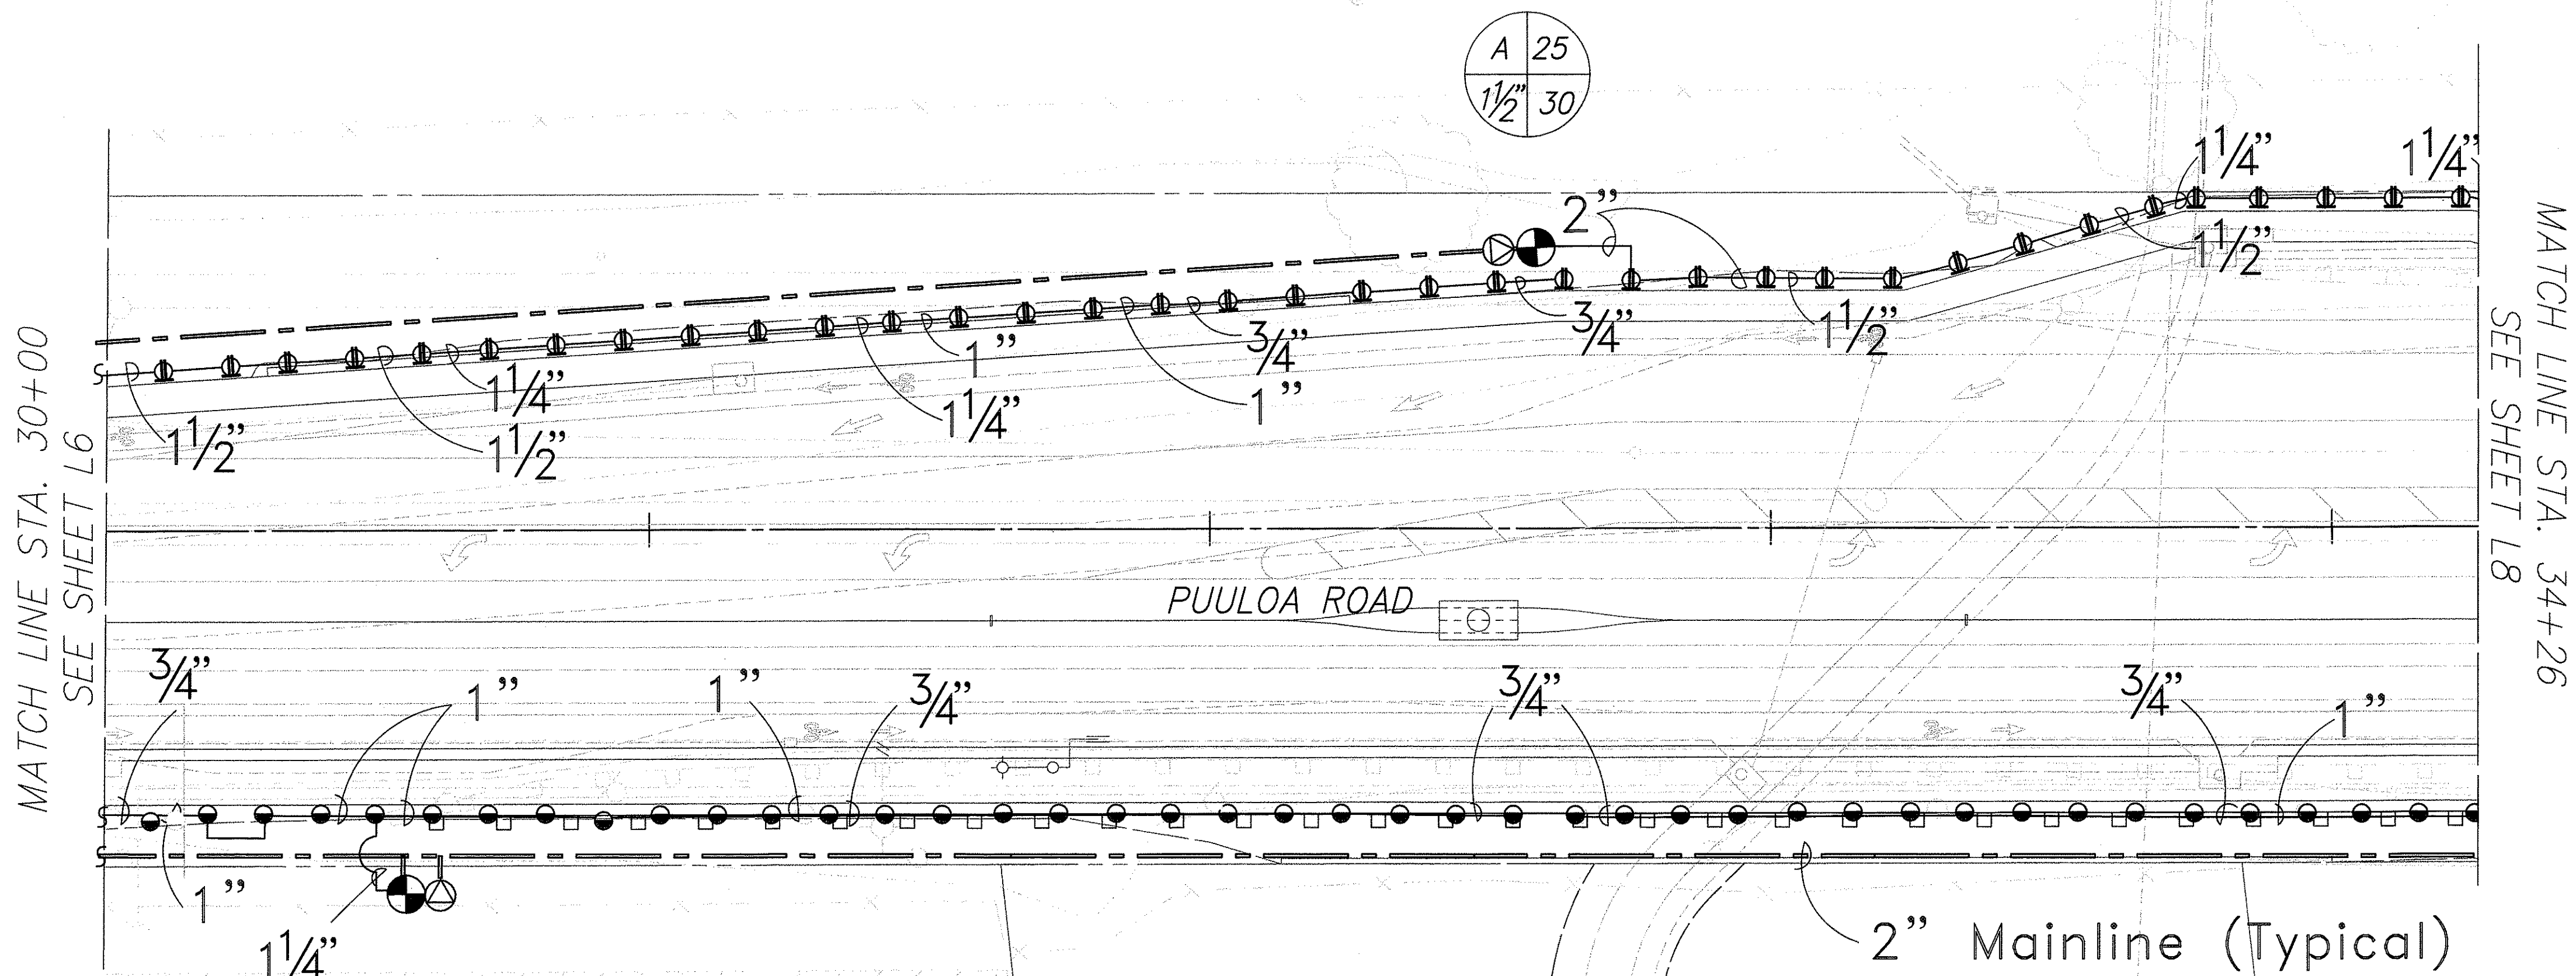 A 25
1½" 30
1¼" 1¼"
2"
1½"
¾" ¾" 1½"
1" 1¼" 1¼" 1"
1½" 1½"
MATCH LINE STA. 30+00
SEE SHEET L6
MATCH LINE STA. 34+26
SEE SHEET L8
PUULOA ROAD
¾" 1" 1" ¾" ¾" ¾" 1"
1"
1¼"
2" Mainline (Typical)